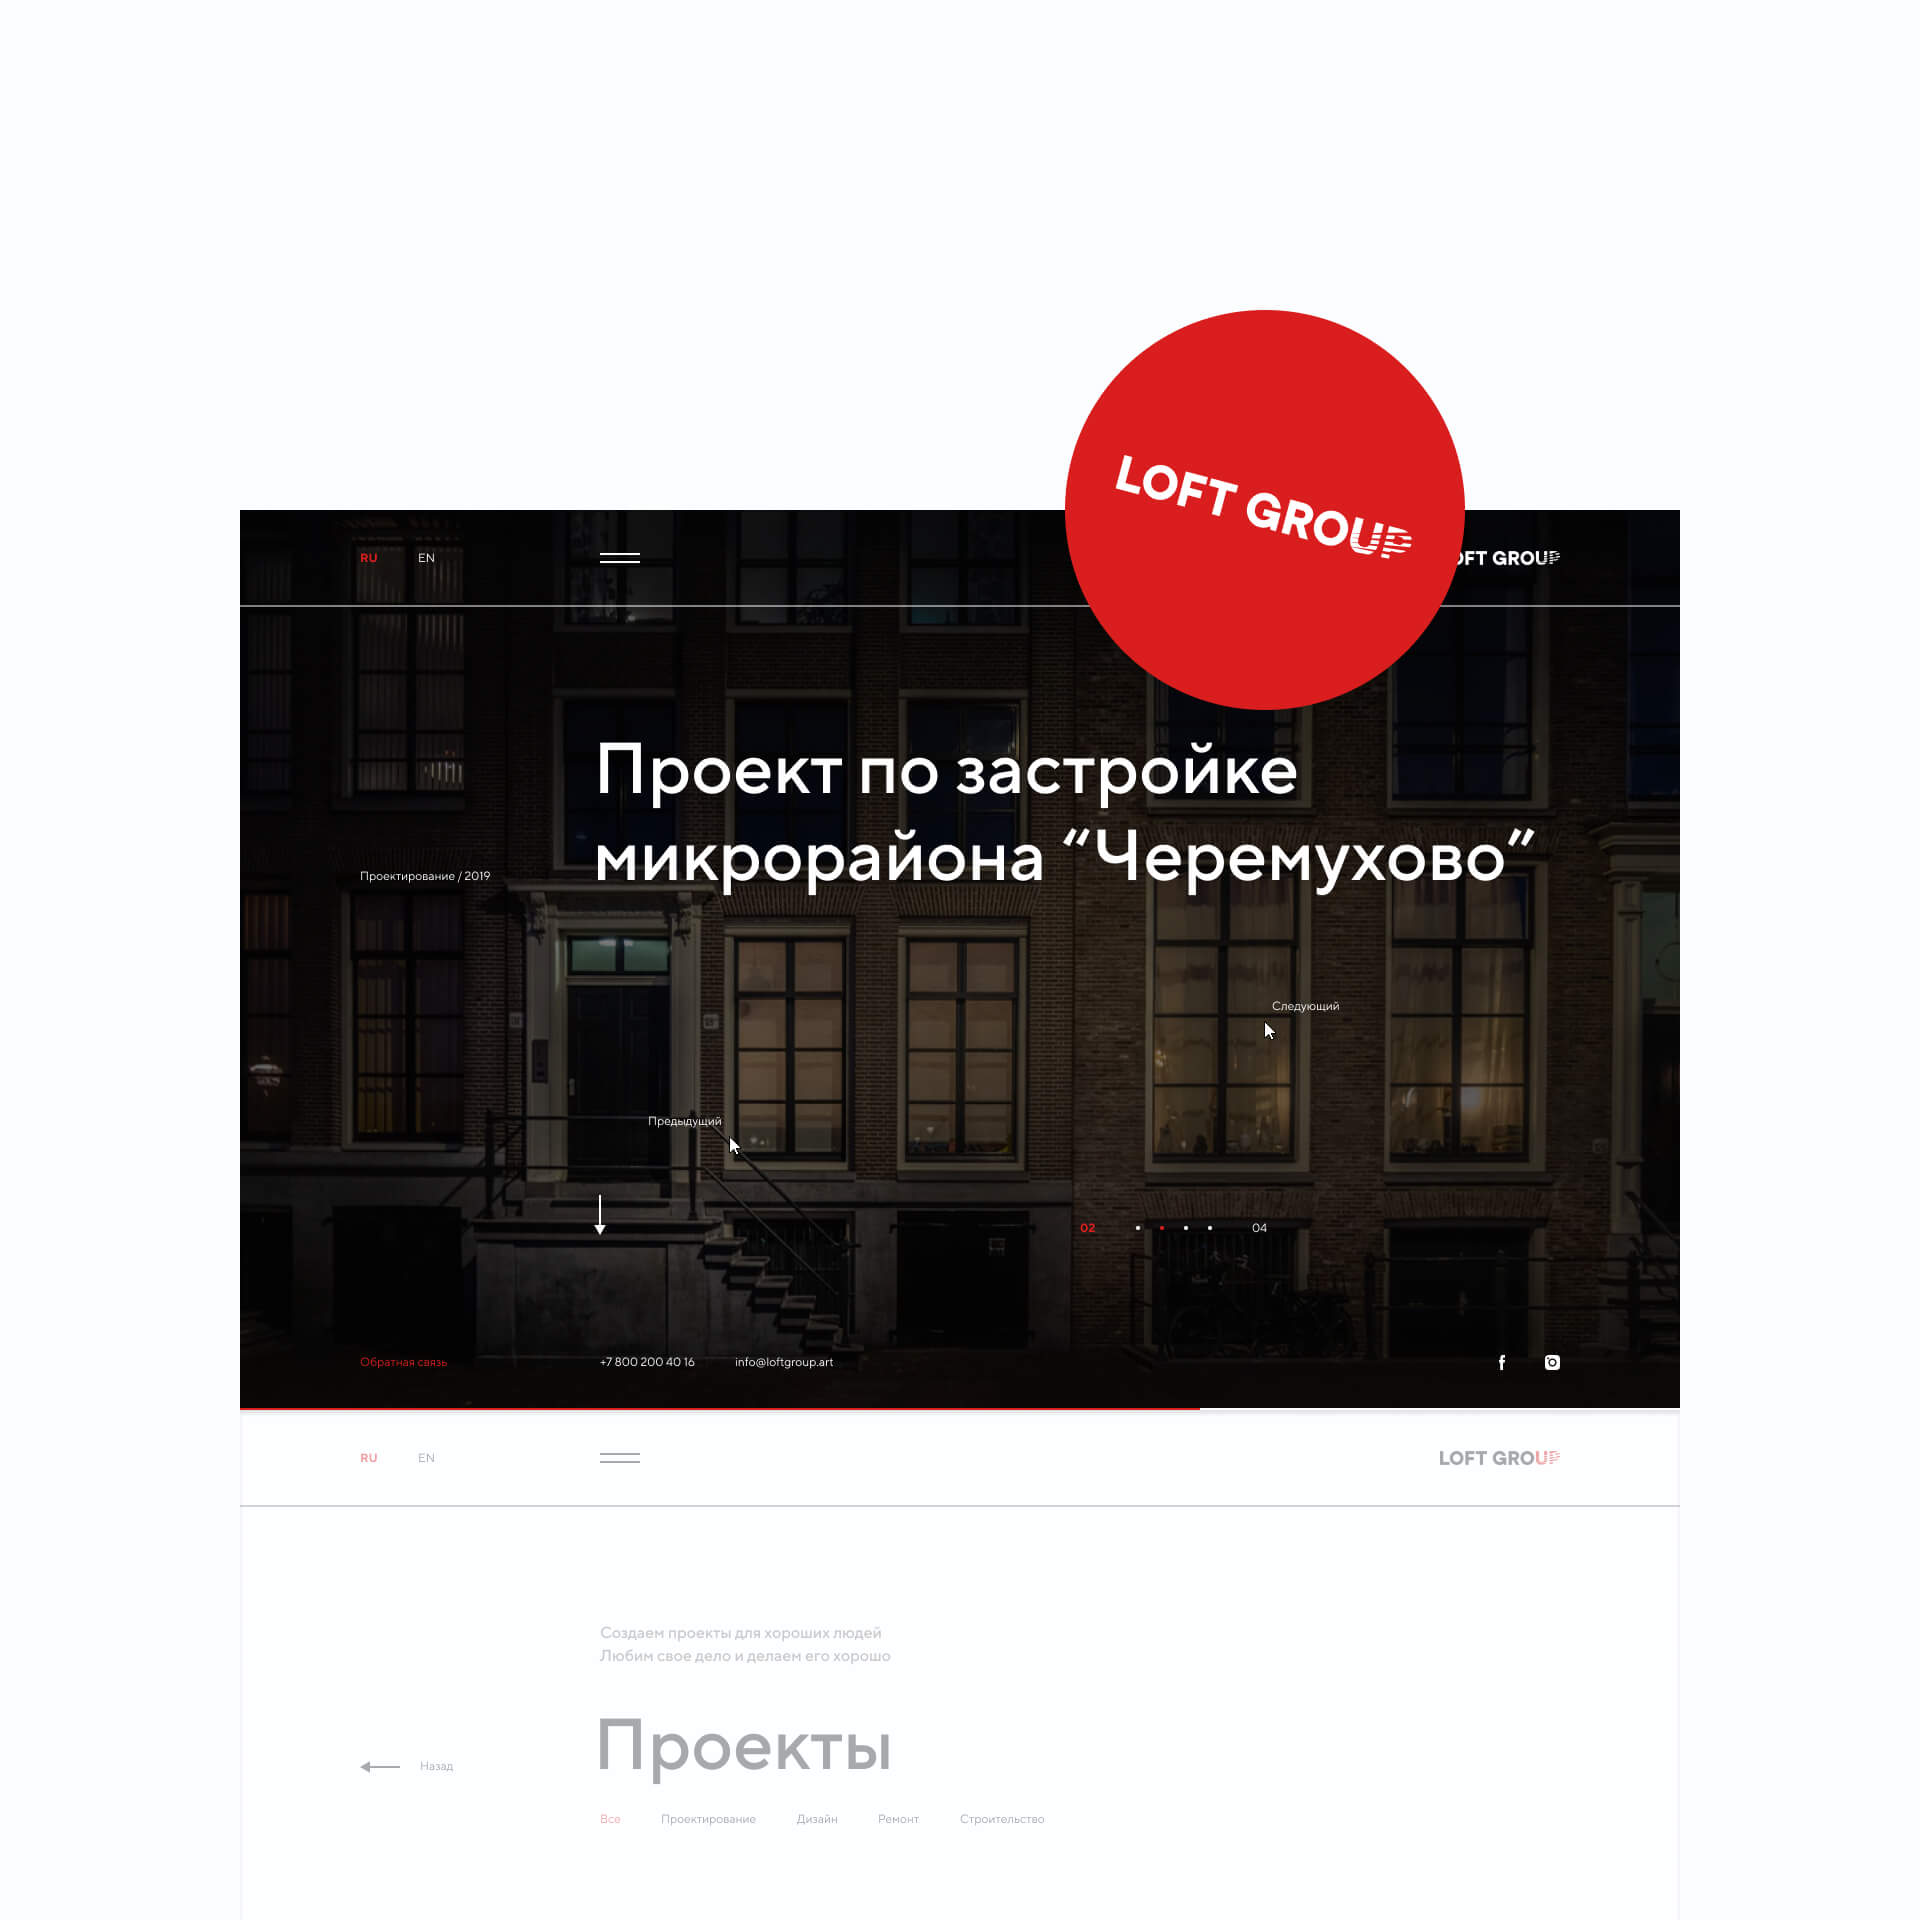 LOFT GROUP
RU EN
OFT GROUP
Проект по застройке
микрорайона “Черемухово”
Проектирование / 2019
Следующий
Предыдущий
02 04
Обратная связь +7 800 200 40 16 info@loftgroup.art
RU EN LOFT GROUP
Создаем проекты для хороших людей
Любим свое дело и делаем его хорошо
Проекты
Назад
Все Проектирование Дизайн Ремонт Строительство